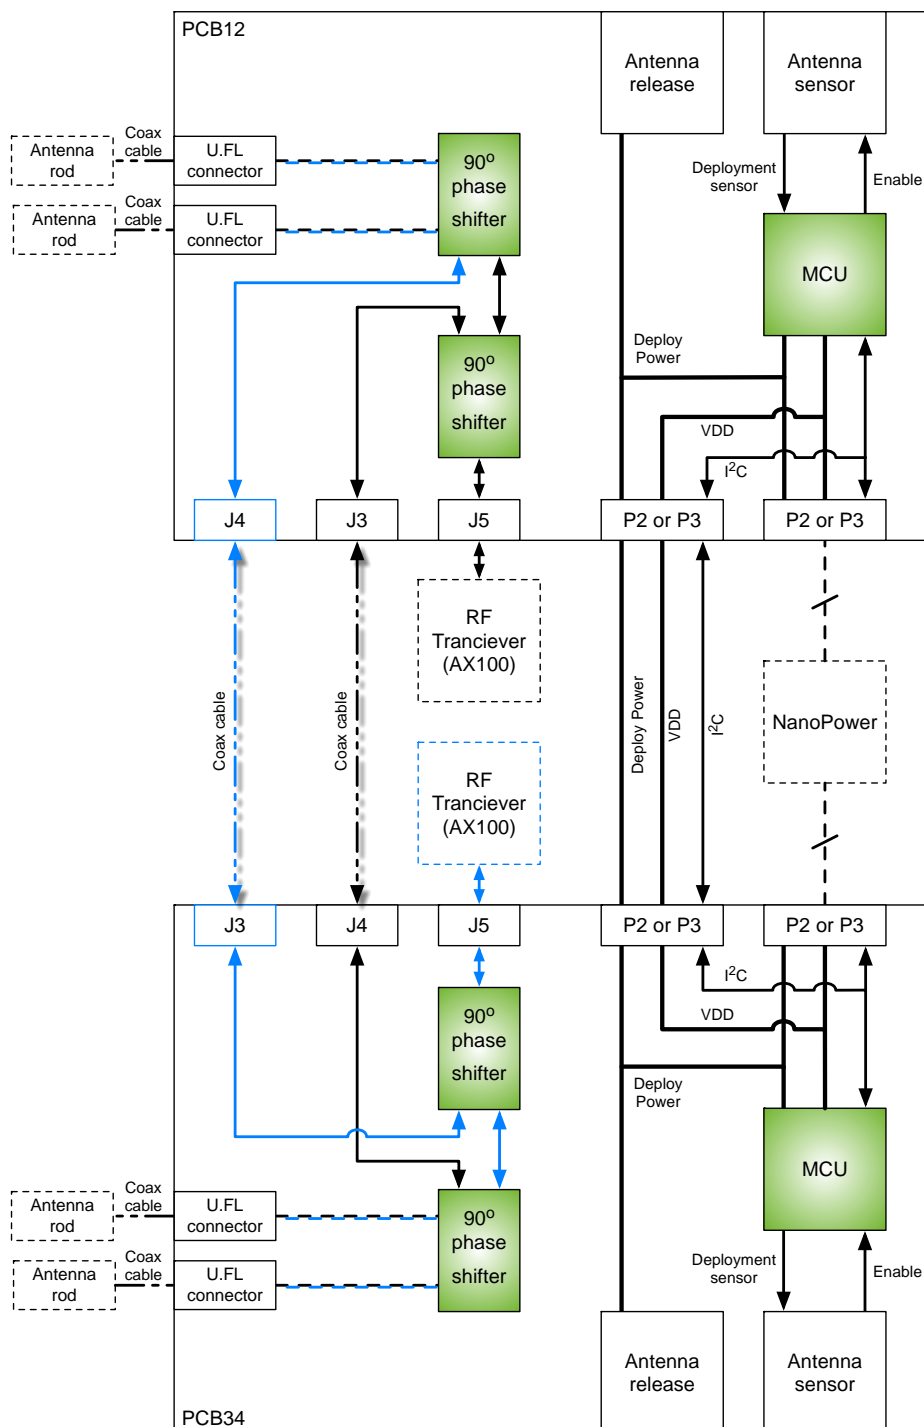 PCB12
Antenna
release
Antenna
sensor
Coax
cable
Antenna
rod
U.FL
connector
90º
phase
shifter
Deployment
sensor
Enable
Coax
cable
Antenna
rod
U.FL
connector
MCU
90º
phase
shifter
Deploy
Power
VDD
I²C
J4
J3
J5
P2 or P3
P2 or P3
RF
Tranciever
(AX100)
Coax cable
Coax cable
Deploy Power
VDD
I²C
NanoPower
RF
Tranciever
(AX100)
J3
J4
J5
P2 or P3
P2 or P3
I²C
VDD
90º
phase
shifter
Deploy
Power
MCU
Coax
cable
Antenna
rod
U.FL
connector
90º
phase
shifter
Coax
cable
Antenna
rod
U.FL
connector
Deployment
sensor
Enable
Antenna
release
Antenna
sensor
PCB34